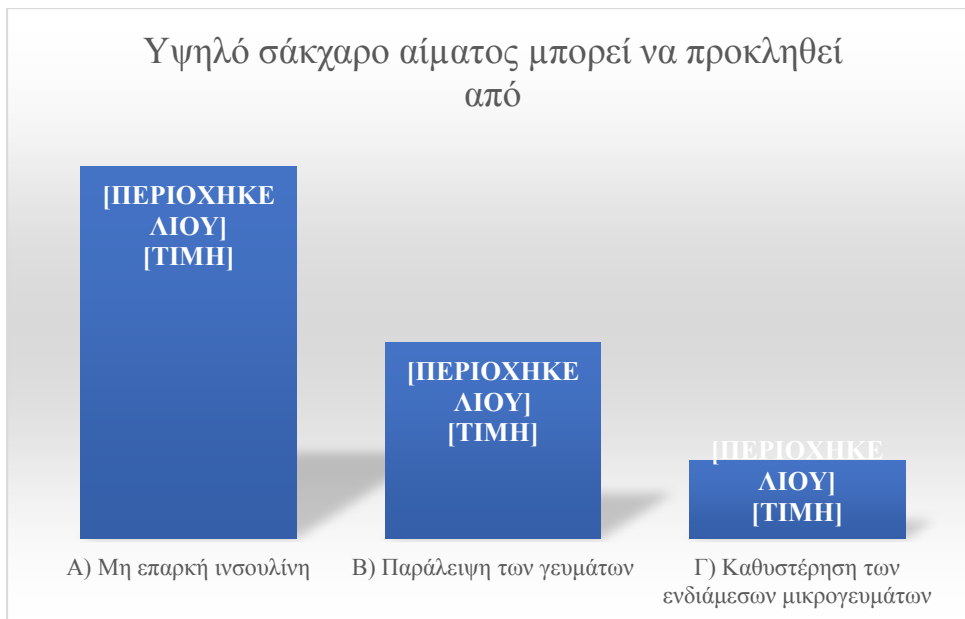 Υψηλό σάκχαρο αίματος μπορεί να προκληθεί
από
[ΠΕΡΙΟΧΗΚΕ
ΛΙΟΥ]
[ΤΙΜΗ]
[ΠΕΡΙΟΧΗΚΕ
ΛΙΟΥ]
[ΤΙΜΗ]
[ΠΕΡΙΟΧΗΚΕ
ΛΙΟΥ]
[ΤΙΜΗ]
Α) Μη επαρκή ινσουλίνη
Β) Παράλειψη των γευμάτων
Γ) Καθυστέρηση των
ενδιάμεσων μικρογευμάτων